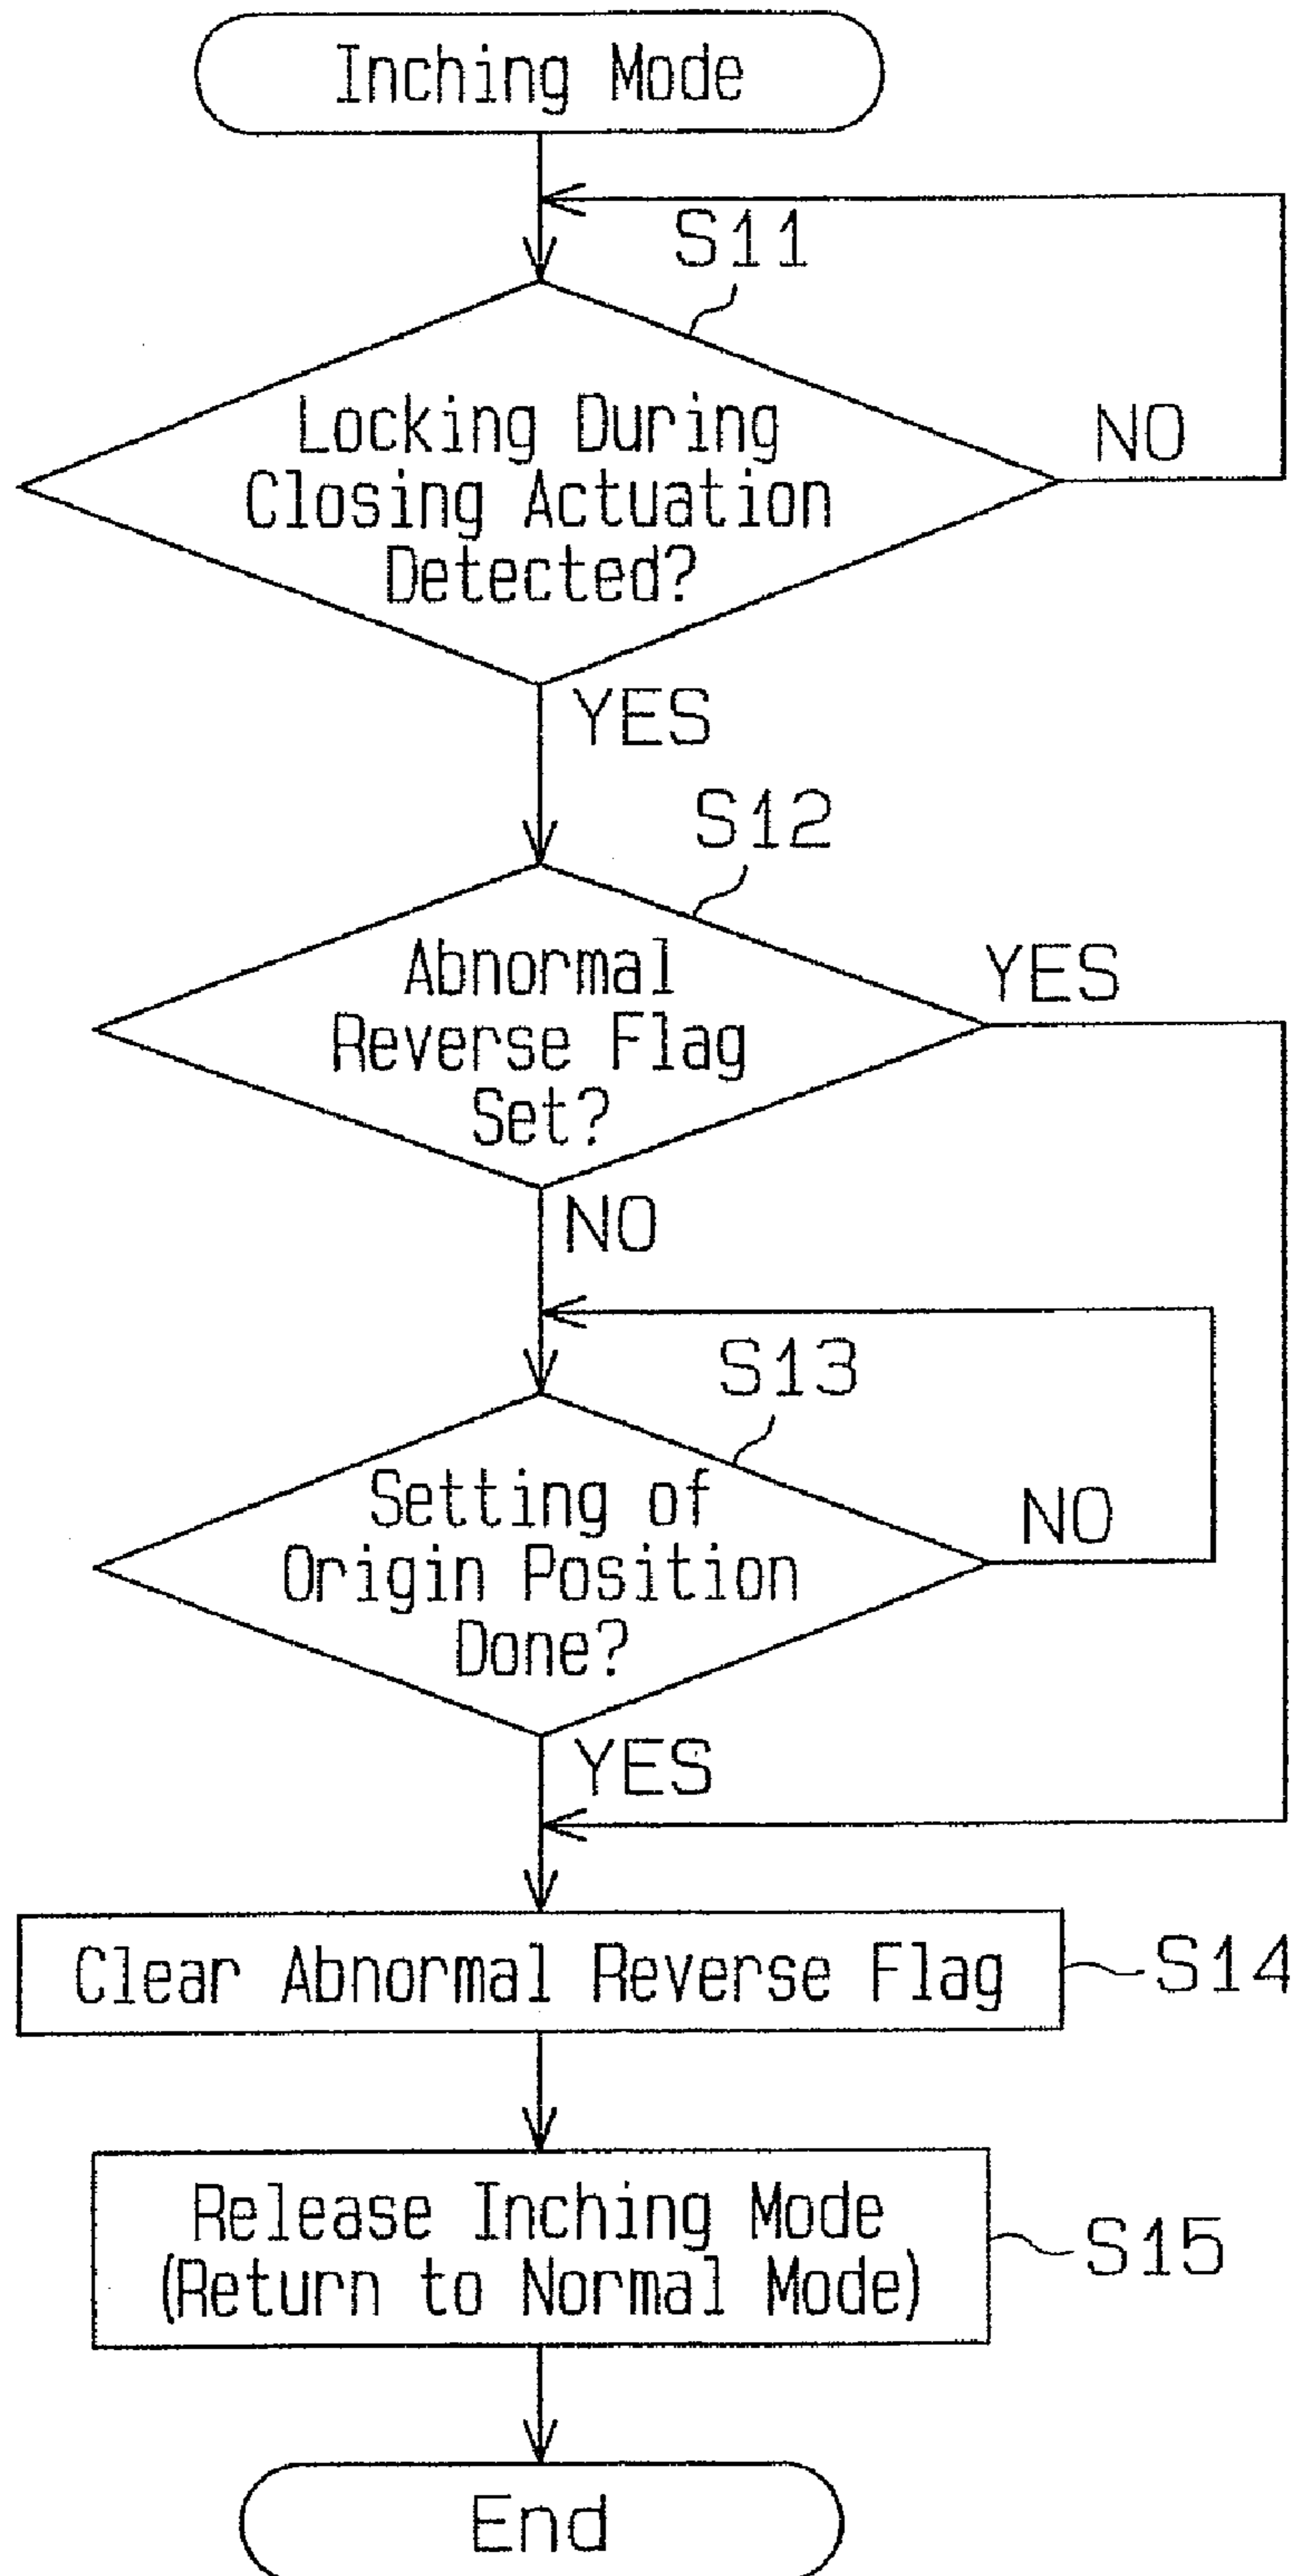 Inching Mode
S11
Locking During
Closing Actuation
Detected?
NO
YES
S12
Abnormal
Reverse Flag
Set?
YES
NO
S13
Setting of
Origin Position
Done?
NO
YES
Clear Abnormal Reverse Flag
S14
Release Inching Mode
(Return to Normal Mode)
S15
End